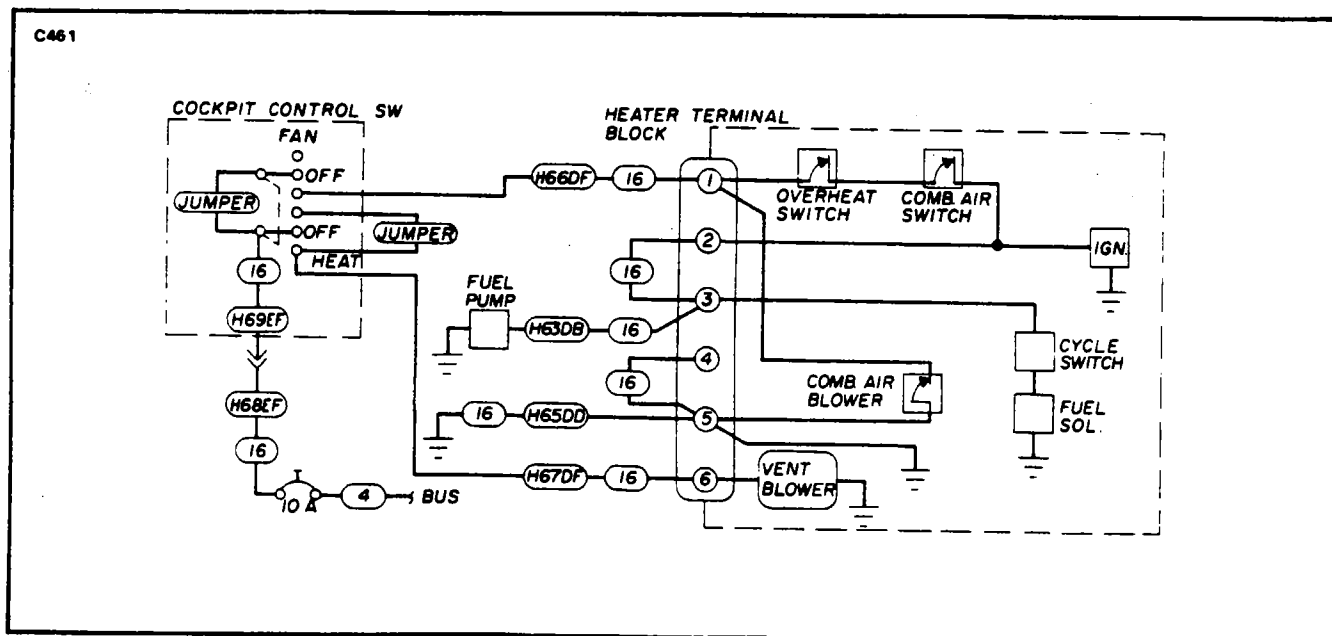 C461
COCKPIT CONTROL SW
FAN
OFF
JUMPER
OFF
JUMPER
HEAT
16
H69EF
H68EF
16
10 A
4
BUS
HEATER TERMINAL
BLOCK
H66DF
16
1
OVERHEAT
SWITCH
COMB. AIR
SWITCH
2
IGN.
16
3
FUEL
PUMP
H63DB
16
CYCLE
SWITCH
4
16
COMB. AIR
BLOWER
FUEL
SOL.
16
H65DD
5
H67DF
16
6
VENT
BLOWER